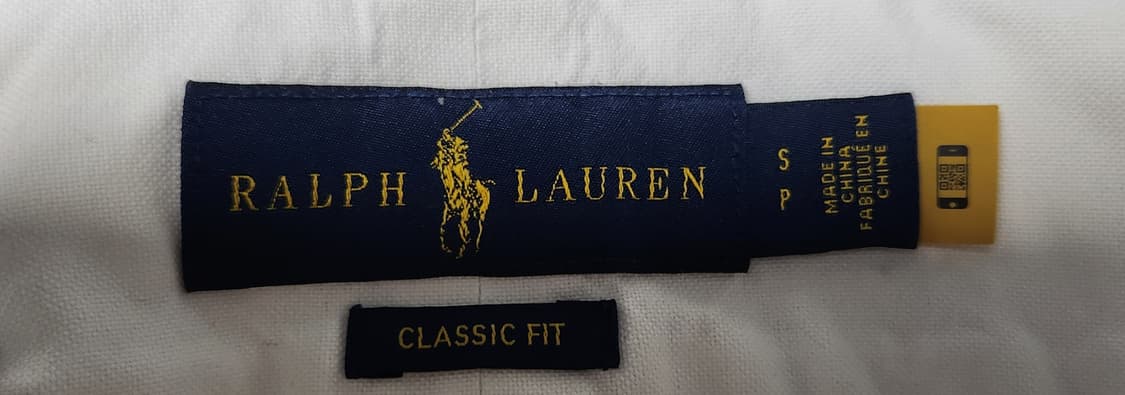 RALPH LAUREN
S
P
MADE IN
CHINA
FABRIQUÉ EN
CHINE
CLASSIC FIT